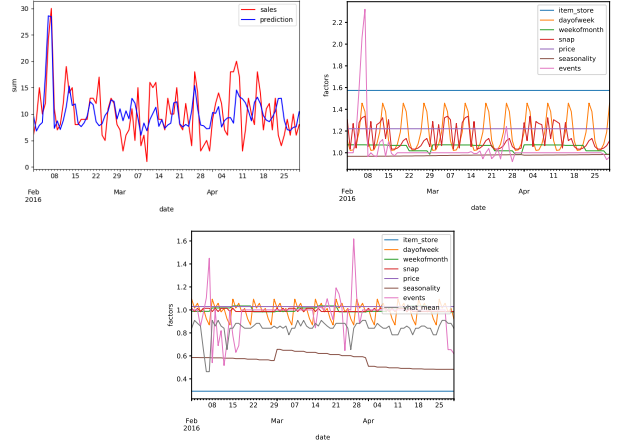 sales
prediction
30
25
20
15
10
5
0
sum
08 15 22 29 07 14 21 28 04 11 18 25
Feb 2016 Mar Apr
date
item_store
dayofweek
weekofmonth
snap
price
seasonality
events
2.2
2.0
1.8
1.6
1.4
1.2
1.0
factors
08 15 22 29 07 14 21 28 04 11 18 25
Feb 2016 Mar Apr
date
item_store
dayofweek
weekofmonth
snap
price
seasonality
events
yhat_mean
1.6
1.4
1.2
1.0
0.8
0.6
0.4
factors
08 15 22 29 07 14 21 28 04 11 18 25
Feb 2016 Mar Apr
date